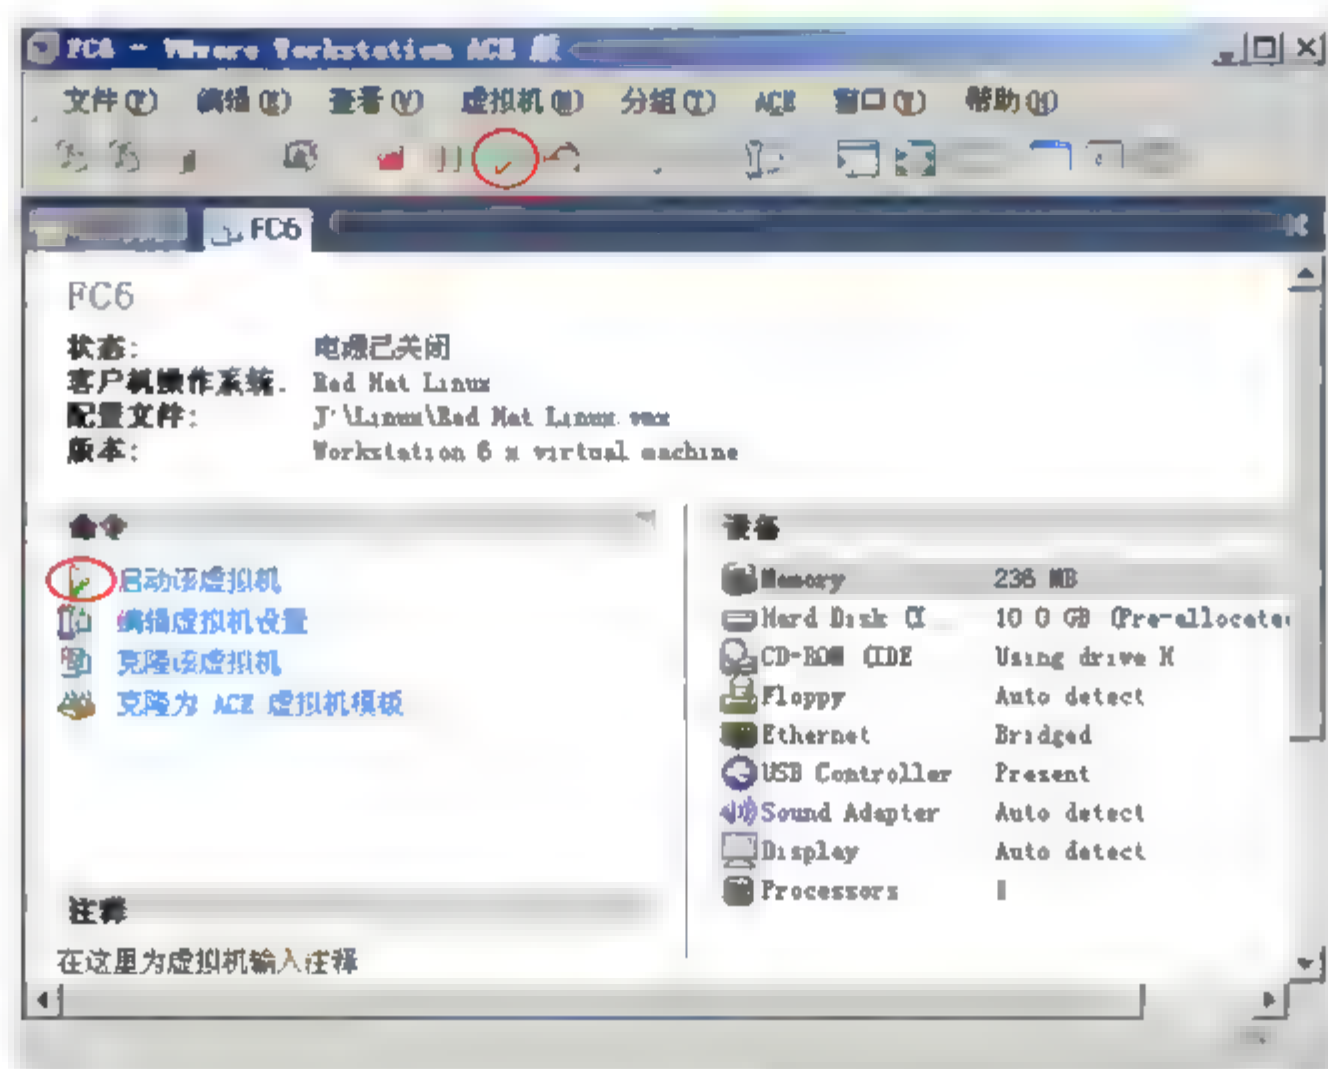 FC6 - VMware Workstation ACE 版
文件(F) 编辑(E) 查看(V) 虚拟机(M) 分组(T) ACE 窗口(W) 帮助(H)
FC6
FC6
状态: 电源已关闭
客户机操作系统: Red Hat Linux
配置文件: J:\Linux\Red Hat Linux.vmx
版本: Workstation 6.x virtual machine
命令
启动该虚拟机
编辑虚拟机设置
克隆该虚拟机
克隆为 ACE 虚拟机模板
设备
Memory 236 MB
Hard Disk (I... 10.0 GB (Pre-allocated
CD-ROM (IDE Using drive H
Floppy Auto detect
Ethernet Bridged
USB Controller Present
Sound Adapter Auto detect
Display Auto detect
Processors
注释
在这里为虚拟机输入注释